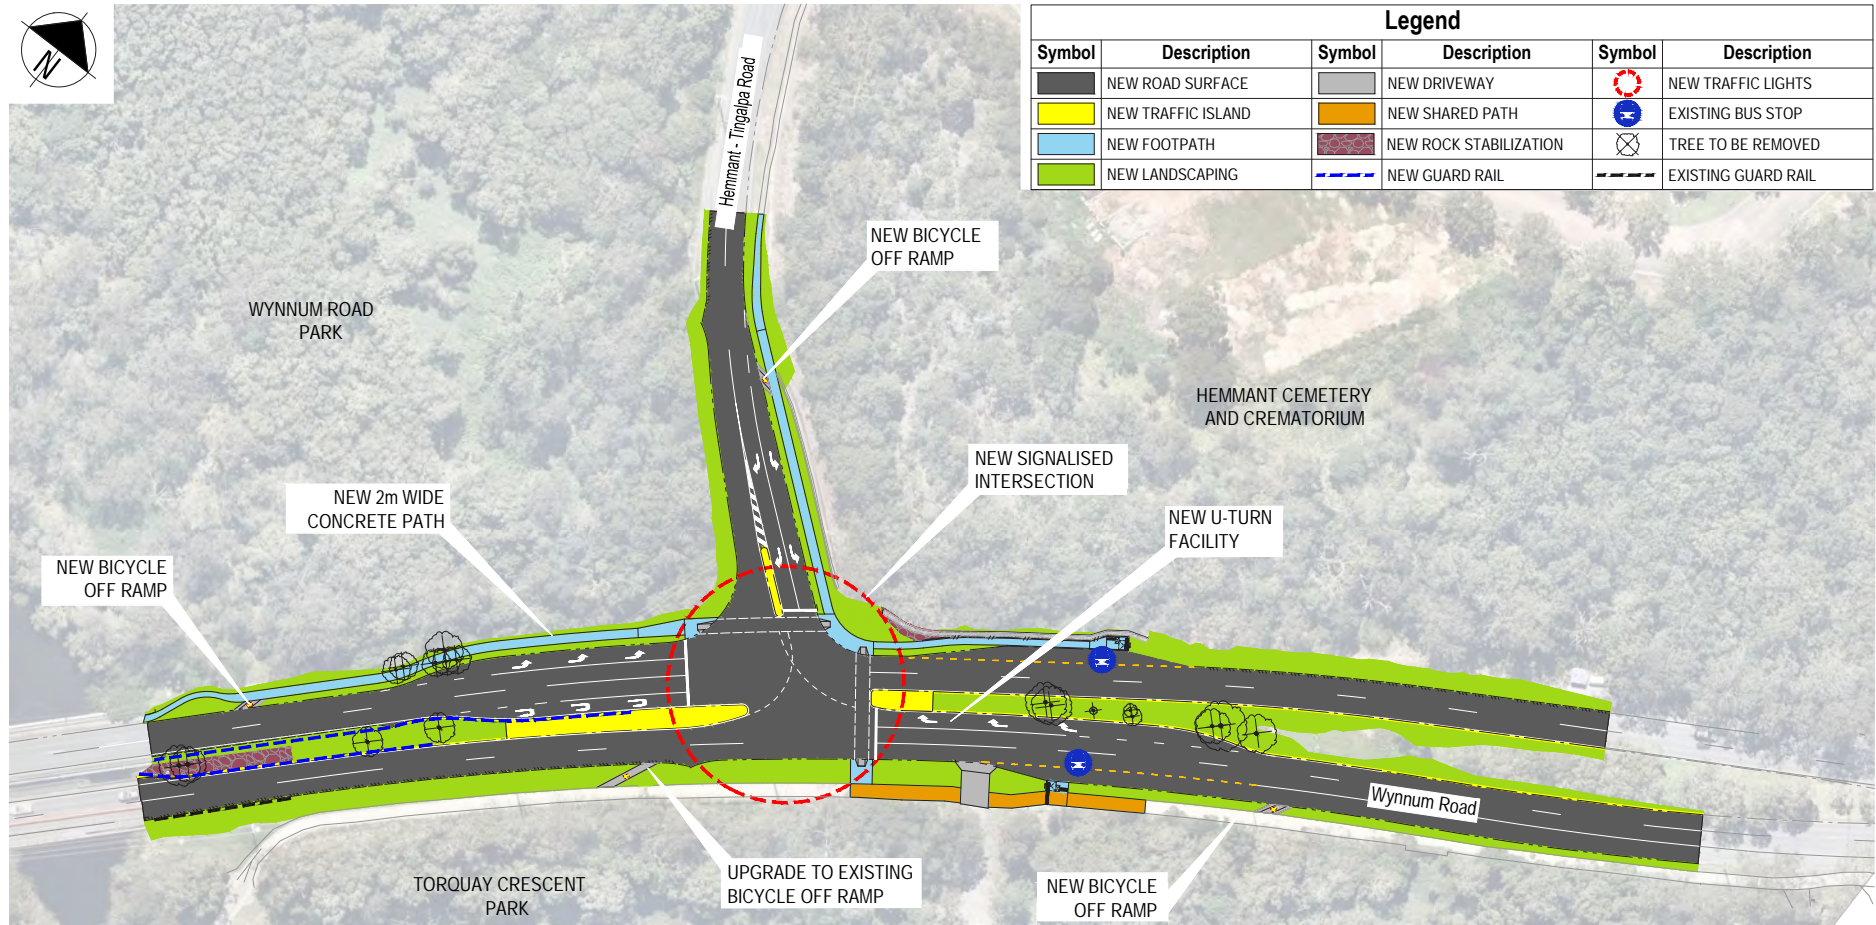 N
Legend
Symbol Description Symbol Description Symbol Description
NEW ROAD SURFACE NEW DRIVEWAY NEW TRAFFIC LIGHTS
NEW TRAFFIC ISLAND NEW SHARED PATH EXISTING BUS STOP
NEW FOOTPATH NEW ROCK STABILIZATION TREE TO BE REMOVED
NEW LANDSCAPING NEW GUARD RAIL EXISTING GUARD RAIL
Hemmant - Tingalpa Road
NEW BICYCLE
OFF RAMP
WYNNUM ROAD
PARK
HEMMANT CEMETERY
AND CREMATORIUM
NEW SIGNALISED
INTERSECTION
NEW 2m WIDE
CONCRETE PATH
NEW U-TURN
FACILITY
NEW BICYCLE
OFF RAMP
Wynnum Road
UPGRADE TO EXISTING
BICYCLE OFF RAMP
TORQUAY CRESCENT
PARK
NEW BICYCLE
OFF RAMP